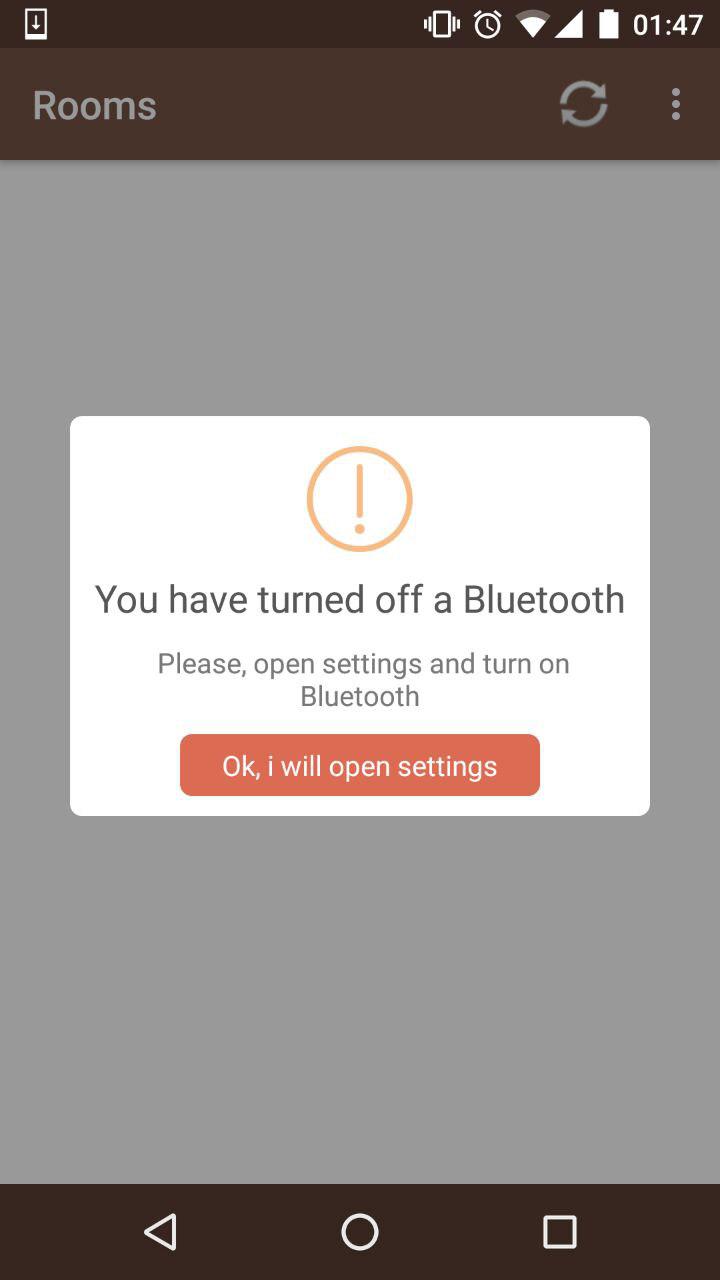 01:47
Rooms
You have turned off a Bluetooth
Please, open settings and turn on
Bluetooth
Ok, i will open settings